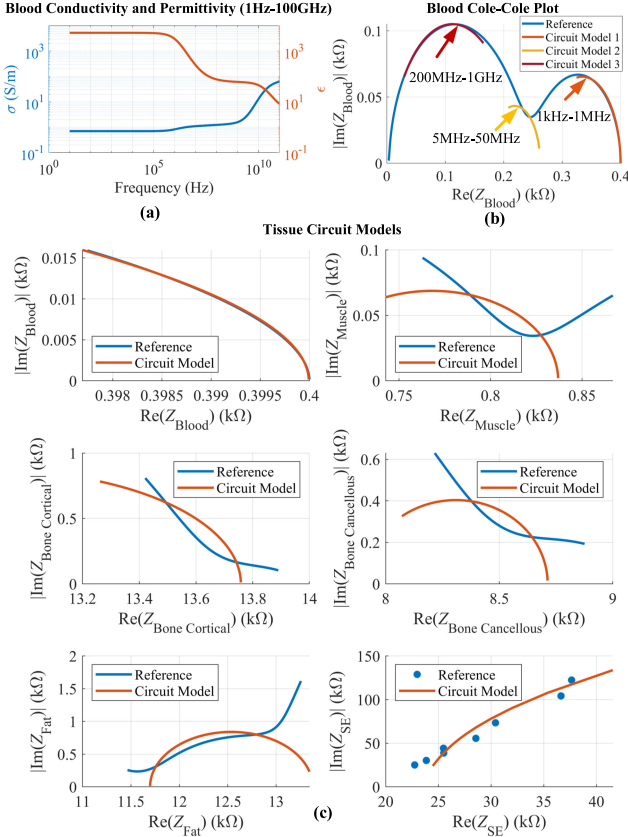 Blood Conductivity and Permittivity (1Hz-100GHz)
10^5
10^3
10^1
10^-1
σ (S/m)
10^5
10^3
10^1
10^-1
ϵ
10^0
10^5
10^10
Frequency (Hz)
(a)
Blood Cole-Cole Plot
Reference
Circuit Model 1
Circuit Model 2
Circuit Model 3
200MHz-1GHz
5MHz-50MHz
1kHz-1MHz
0.1
0.05
0
|Im(Z_Blood)| (kΩ)
0
0.1
0.2
0.3
0.4
Re(Z_Blood) (kΩ)
(b)
Tissue Circuit Models
0.015
0.01
0.005
0
|Im(Z_Blood)| (kΩ)
Reference
Circuit Model
0.398
0.3985
0.399
0.3995
0.4
Re(Z_Blood) (kΩ)
0.1
0.05
0
|Im(Z_Muscle)| (kΩ)
Reference
Circuit Model
0.75
0.8
0.85
Re(Z_Muscle) (kΩ)
1
0.5
0
|Im(Z_Bone Cortical)| (kΩ)
Reference
Circuit Model
13.2
13.4
13.6
13.8
14
Re(Z_Bone Cortical) (kΩ)
0.6
0.4
0.2
0
|Im(Z_Bone Cancellous)| (kΩ)
Reference
Circuit Model
8
8.5
9
Re(Z_Bone Cancellous) (kΩ)
2
1.5
1
0.5
0
|Im(Z_Fat)| (kΩ)
Reference
Circuit Model
11
11.5
12
12.5
13
Re(Z_Fat) (kΩ)
150
100
50
0
|Im(Z_SE)| (kΩ)
Reference
Circuit Model
20
25
30
35
40
Re(Z_SE) (kΩ)
(c)